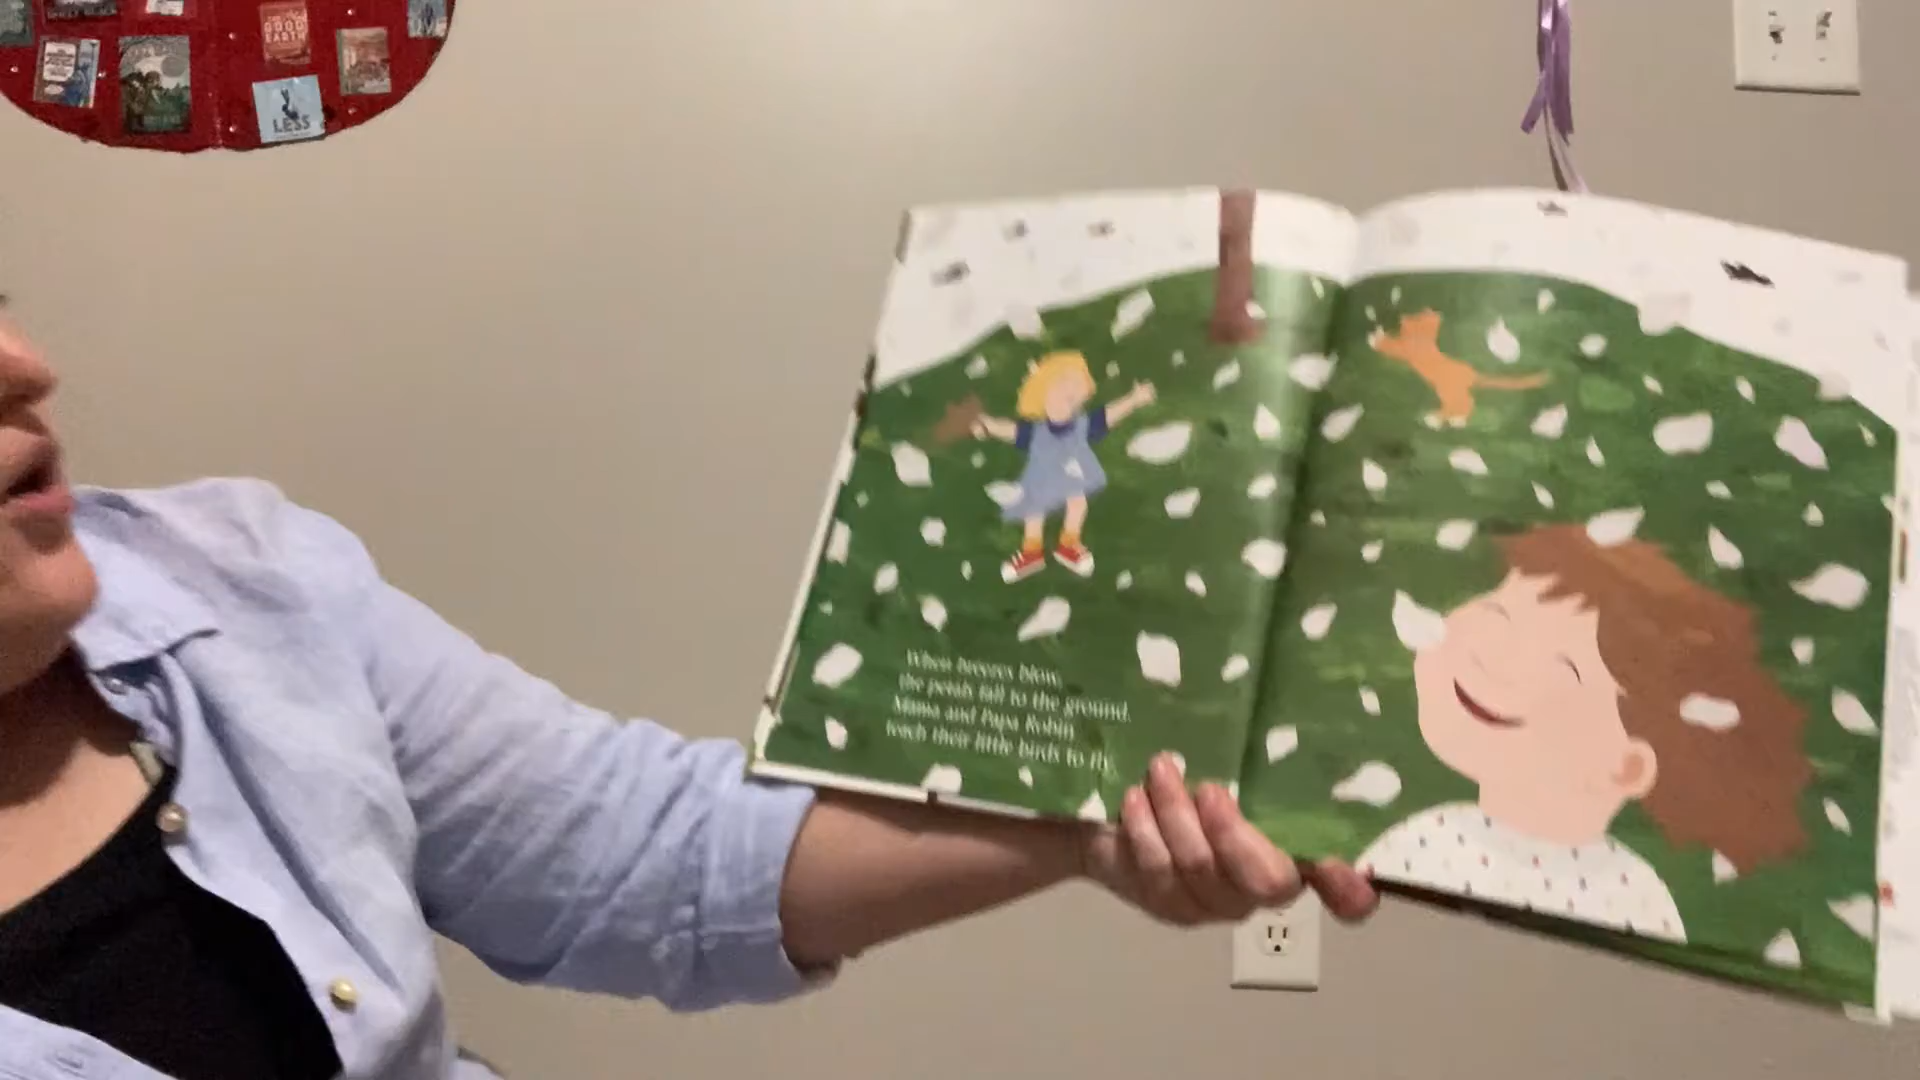 GOOD
EARTH
LESS
When breezes blow,
the petals fall to the ground.
Mama and Papa Robin
teach their little birds to fly.